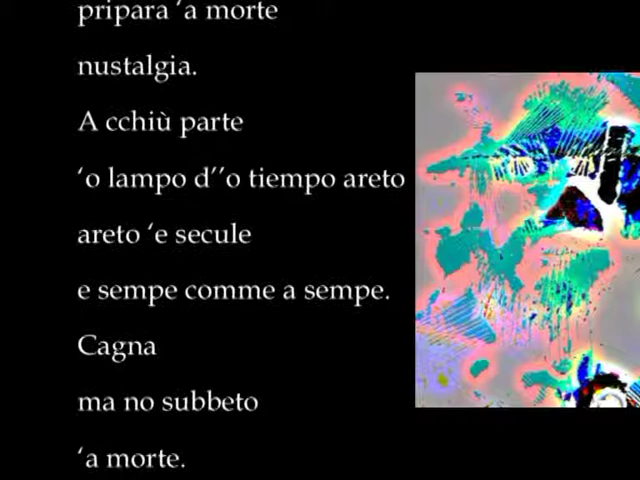 pripara ‘a morte
nustalgia.
A cchiù parte
‘o lampo d’’o tiempo areto
areto ‘e secule
e sempe comme a sempe.
Cagna
ma no subbeto
‘a morte.